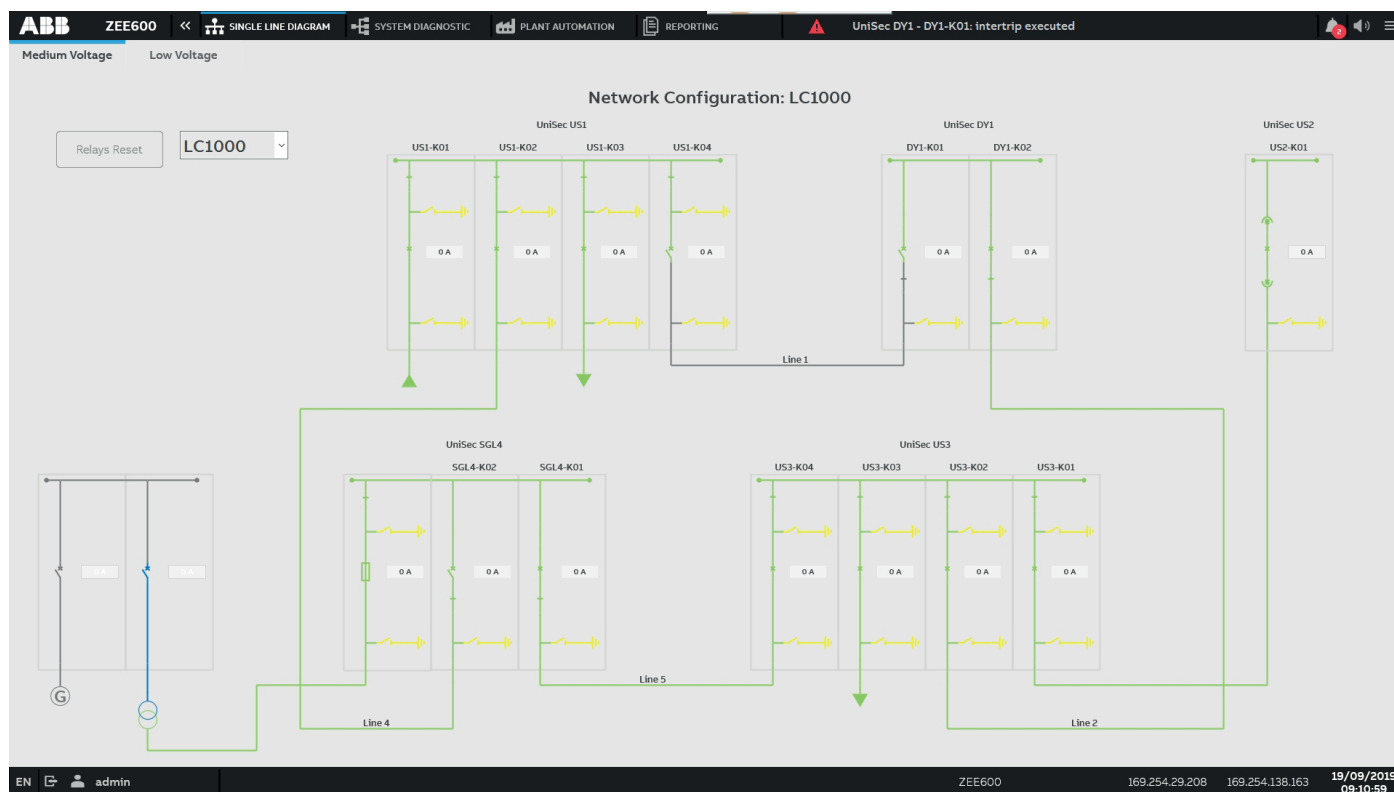 ABB ZEE600 « SINGLE LINE DIAGRAM SYSTEM DIAGNOSTIC PLANT AUTOMATION REPORTING UniSec DY1 - DY1-K01: intertrip executed 2
Medium Voltage Low Voltage
Network Configuration: LC1000
UniSec US1 UniSec DY1 UniSec US2
Relays Reset LC1000
US1-K01 US1-K02 US1-K03 US1-K04 DY1-K01 DY1-K02 US2-K01
0 A 0 A 0 A 0 A 0 A 0 A 0 A
Line 1
UniSec SGL4 UniSec US3
SGL4-K02 SGL4-K01 US3-K04 US3-K03 US3-K02 US3-K01
0 A 0 A 0 A 0 A 0 A 0 A 0 A 0 A 0 A
Line 5
G
Line 4 Line 2
EN admin ZEE600 169.254.29.208 169.254.138.163 19/09/2019
09:10:59